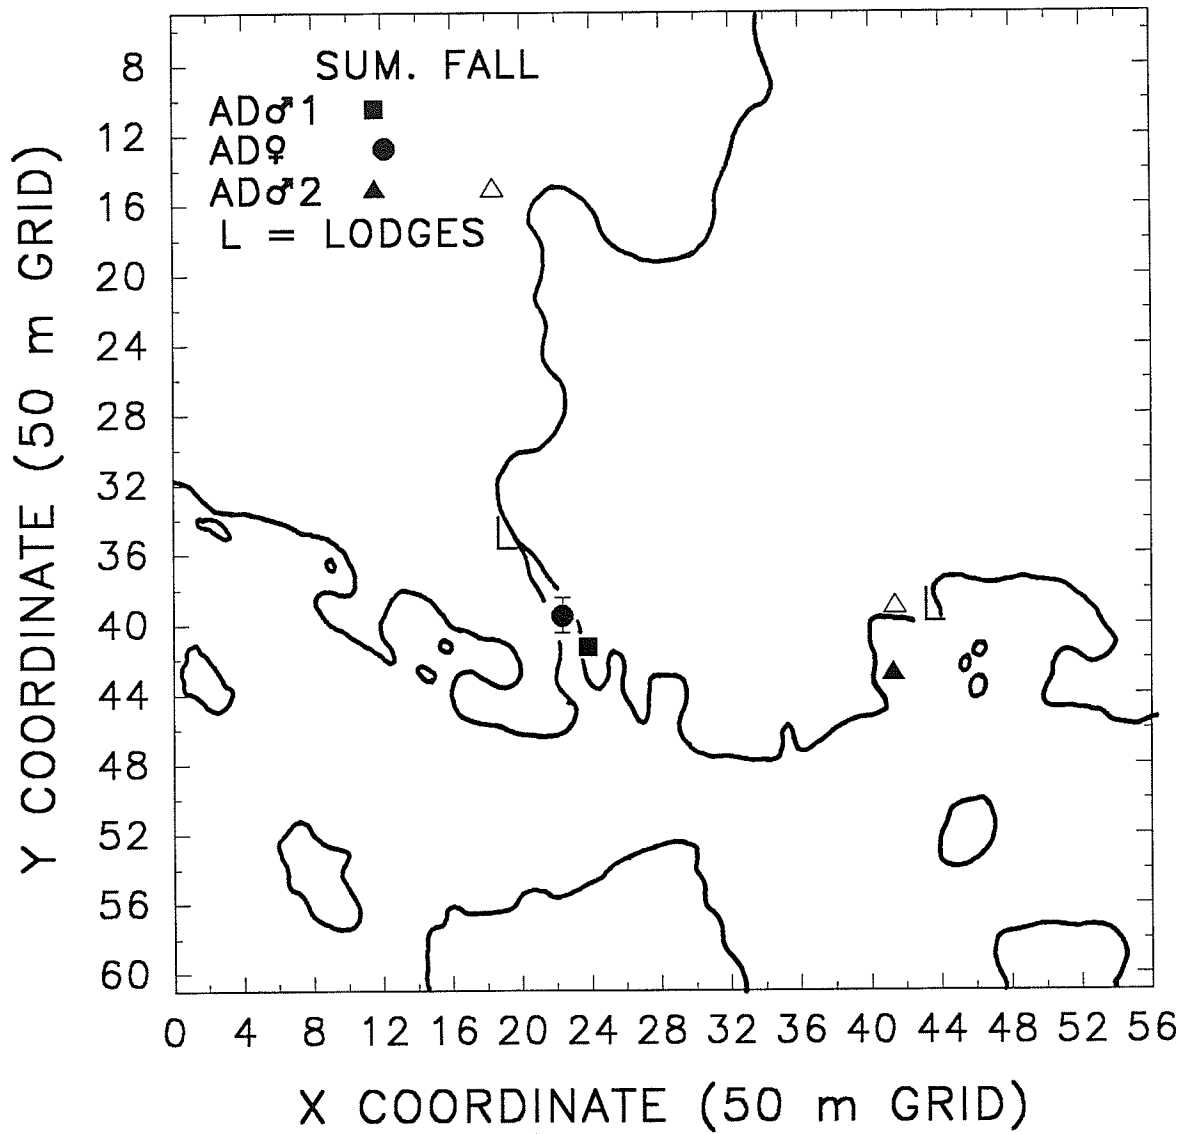 SUM. FALL
AD♂1
AD♀
AD♂2
L = LODGES
8
12
16
20
24
28
32
36
40
44
48
52
56
60
Y COORDINATE (50 m GRID)
L
L
0 4 8 12 16 20 24 28 32 36 40 44 48 52 56
X COORDINATE (50 m GRID)